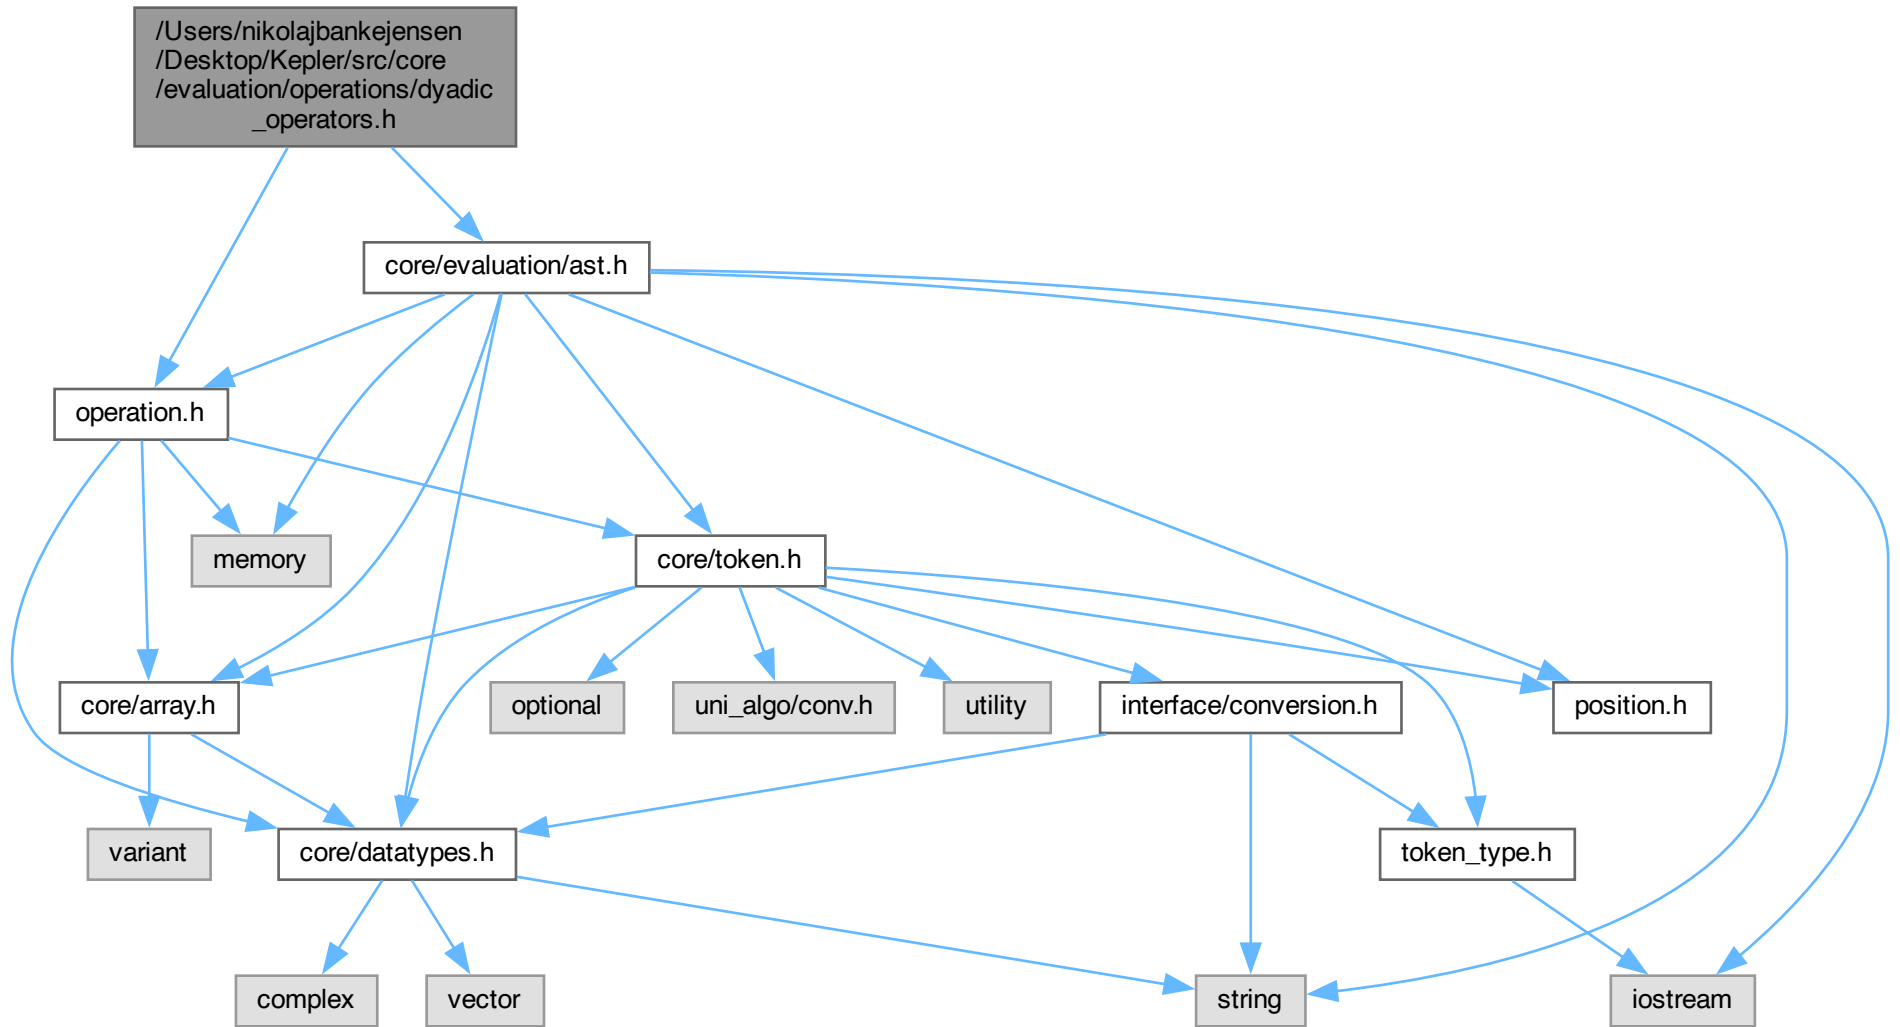 /Users/nikolajbankejensen
/Desktop/Kepler/src/core
/evaluation/operations/dyadic
_operators.h
core/evaluation/ast.h
operation.h
memory
core/token.h
core/array.h
optional
uni_algo/conv.h
utility
interface/conversion.h
position.h
variant
core/datatypes.h
token_type.h
complex
vector
string
iostream